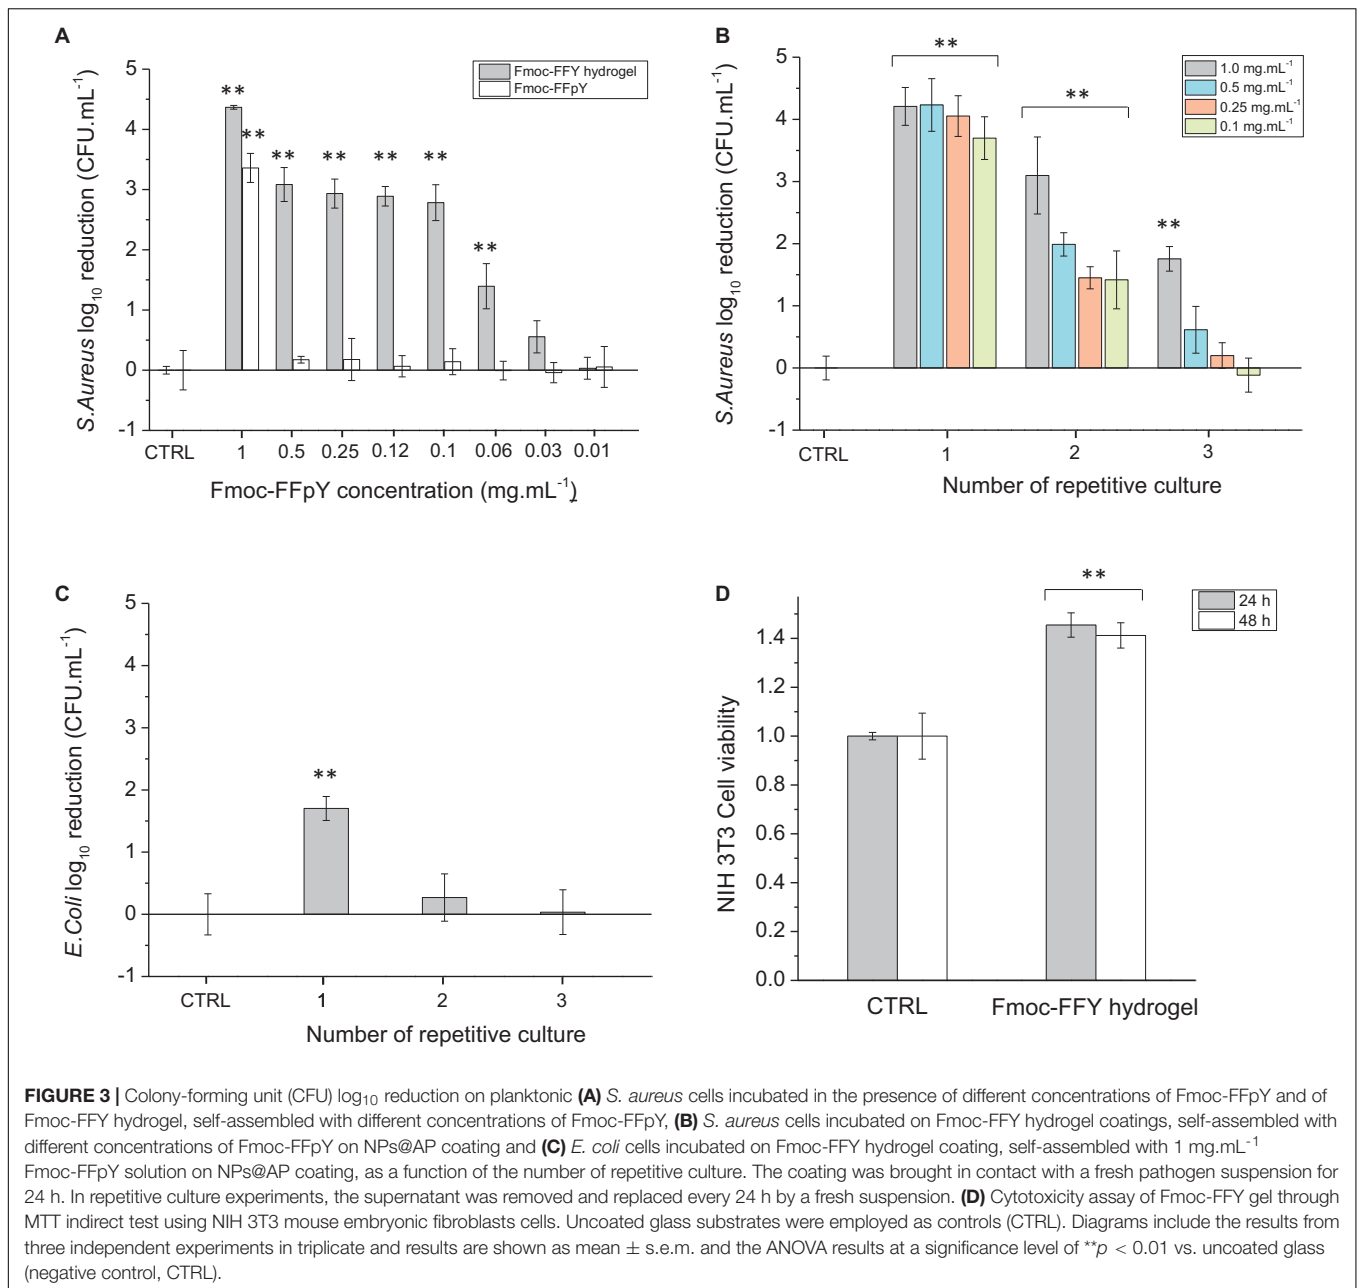 A
5
4
3
2
1
0
-1
S.Aureus log10 reduction (CFU.mL-1)
Fmoc-FFY hydrogel
Fmoc-FFpY
**
**
**
**
**
**
**
CTRL 1 0.5 0.25 0.12 0.1 0.06 0.03 0.01
Fmoc-FFpY concentration (mg.mL-1)
B
5
4
3
2
1
0
-1
S.Aureus log10 reduction (CFU.mL-1)
1.0 mg.mL-1
0.5 mg.mL-1
0.25 mg.mL-1
0.1 mg.mL-1
**
**
**
CTRL 1 2 3
Number of repetitive culture
C
5
4
3
2
1
0
-1
E.Coli log10 reduction (CFU.mL-1)
**
CTRL 1 2 3
Number of repetitive culture
D
1.4
1.2
1.0
0.8
0.6
0.4
0.2
0.0
NIH 3T3 Cell viability
24 h
48 h
**
CTRL Fmoc-FFY hydrogel
FIGURE 3 | Colony-forming unit (CFU) log10 reduction on planktonic (A) S. aureus cells incubated in the presence of different concentrations of Fmoc-FFpY and of
Fmoc-FFY hydrogel, self-assembled with different concentrations of Fmoc-FFpY, (B) S. aureus cells incubated on Fmoc-FFY hydrogel coatings, self-assembled with
different concentrations of Fmoc-FFpY on NPs@AP coating and (C) E. coli cells incubated on Fmoc-FFY hydrogel coating, self-assembled with 1 mg.mL-1
Fmoc-FFpY solution on NPs@AP coating, as a function of the number of repetitive culture. The coating was brought in contact with a fresh pathogen suspension for
24 h. In repetitive culture experiments, the supernatant was removed and replaced every 24 h by a fresh suspension. (D) Cytotoxicity assay of Fmoc-FFY gel through
MTT indirect test using NIH 3T3 mouse embryonic fibroblasts cells. Uncoated glass substrates were employed as controls (CTRL). Diagrams include the results from
three independent experiments in triplicate and results are shown as mean ± s.e.m. and the ANOVA results at a significance level of **p < 0.01 vs. uncoated glass
(negative control, CTRL).